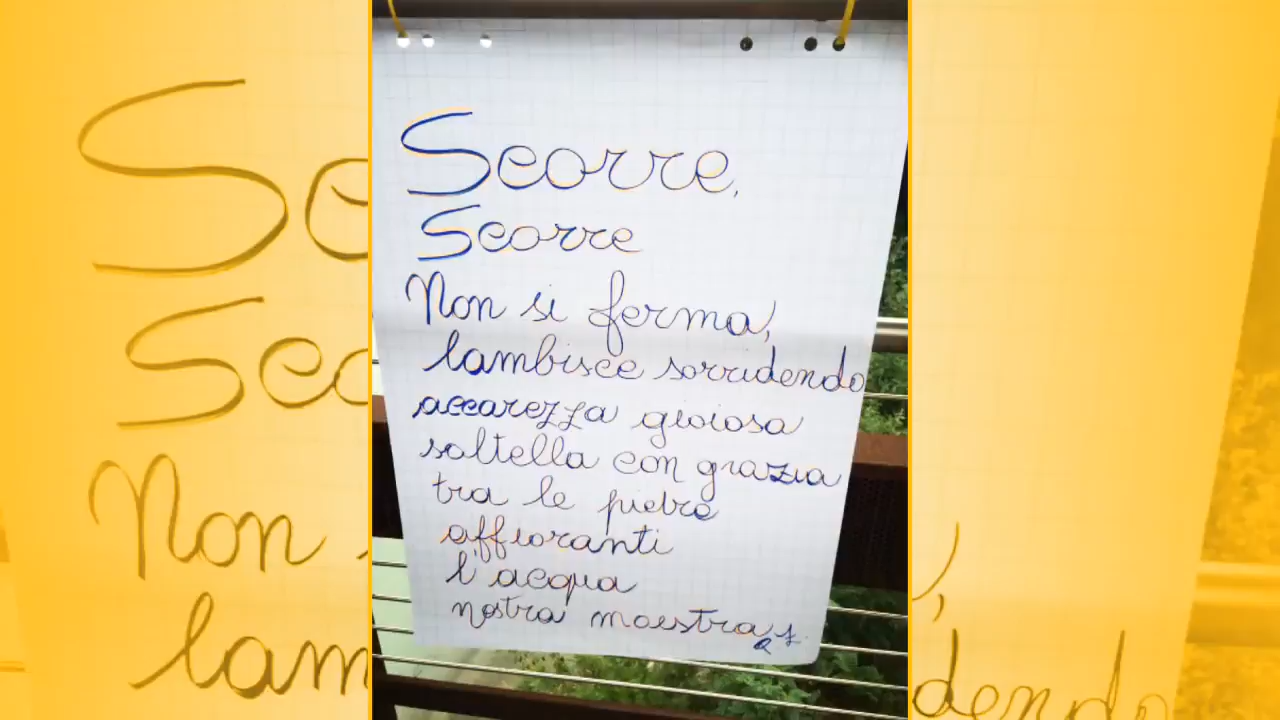 Scorre,
Scorre
Non si ferma,
lambisce sorridendo
accarezza gioiosa
saltella con grazia
tra le pietre
affioranti
l'acqua
nostra maestra